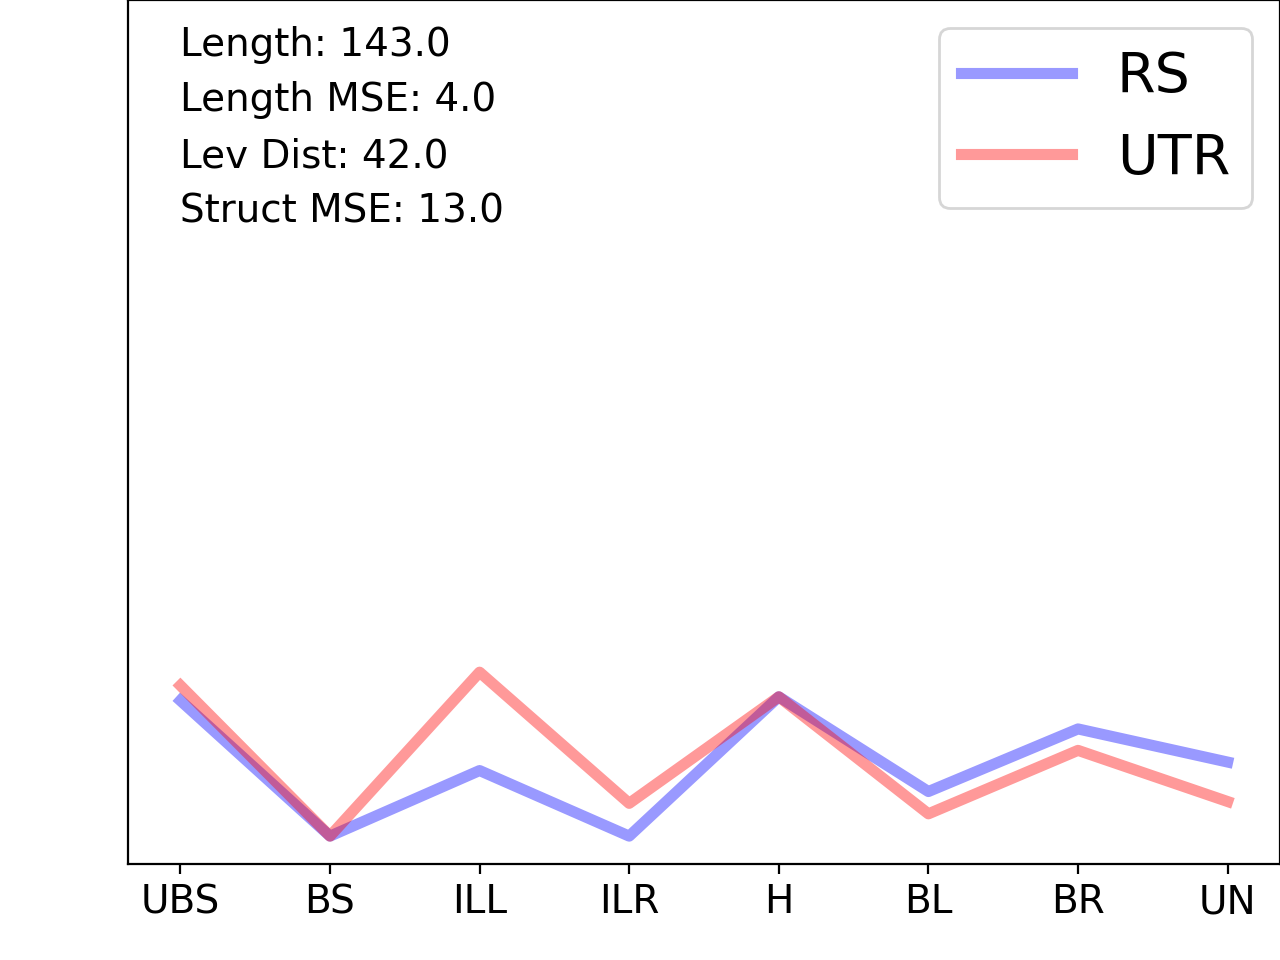 Length: 143.0
Length MSE: 4.0
Lev Dist: 42.0
Struct MSE: 13.0
RS
UTR
UBS BS ILL ILR H BL BR UN